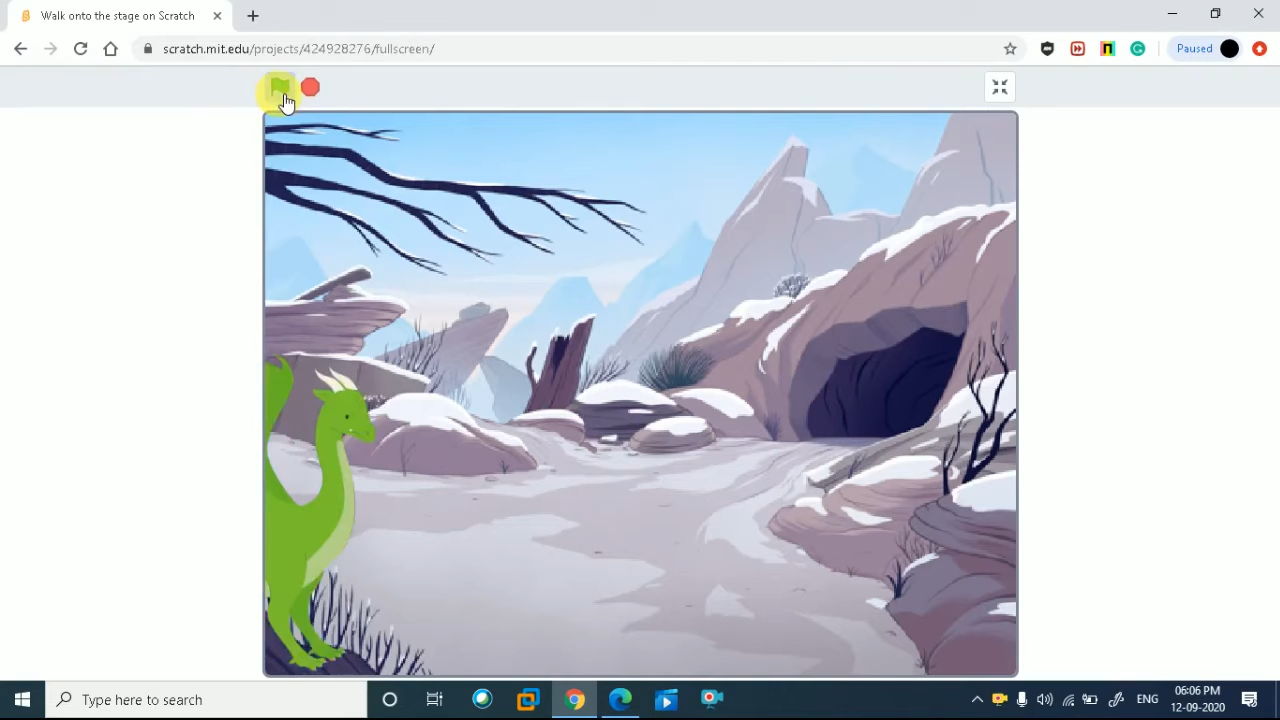 Walk onto the stage on Scratch
scratch.mit.edu/projects/424928276/fullscreen/
Paused
Type here to search
ENG
06:06 PM
12-09-2020